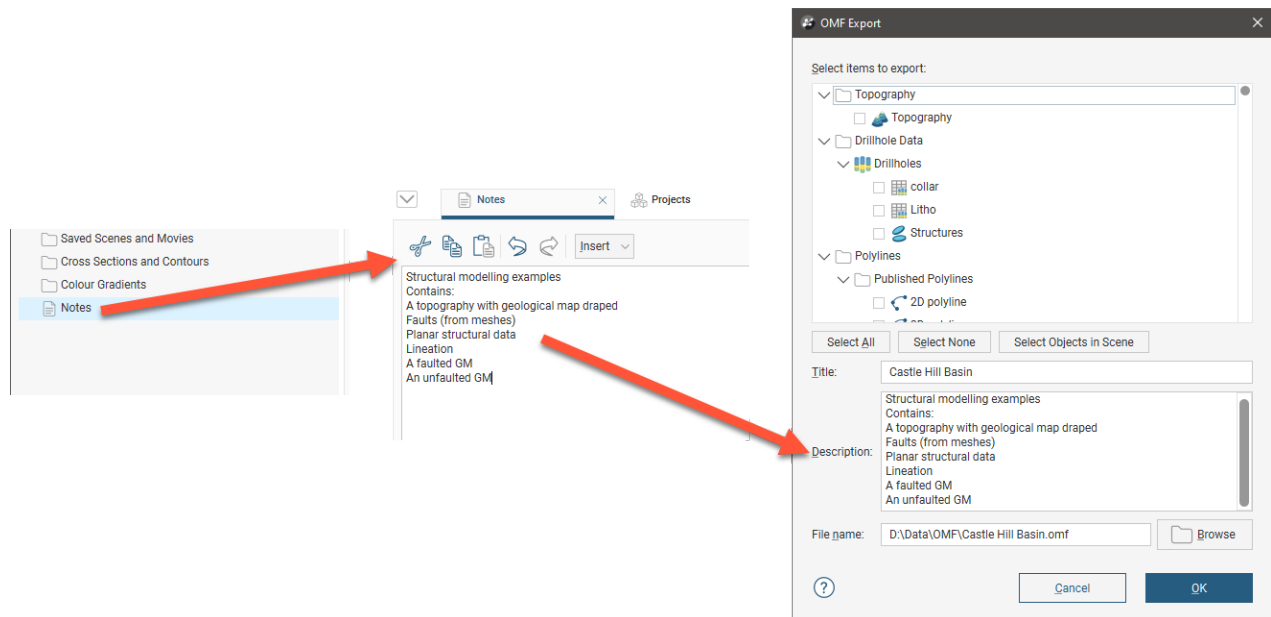 Saved Scenes and Movies
Cross Sections and Contours
Colour Gradients
Notes
Notes
Projects
Insert
Structural modelling examples
Contains:
A topography with geological map draped
Faults (from meshes)
Planar structural data
Lineation
A faulted GM
An unfaulted GM
OMF Export
Select items to export:
Topography
Topography
Drillhole Data
Drillholes
collar
Litho
Structures
Polylines
Published Polylines
2D polyline
Select All Select None Select Objects in Scene
Title: Castle Hill Basin
Description:
Structural modelling examples
Contains:
A topography with geological map draped
Faults (from meshes)
Planar structural data
Lineation
A faulted GM
An unfaulted GM
File name: D:\Data\OMF\Castle Hill Basin.omf Browse
? Cancel OK